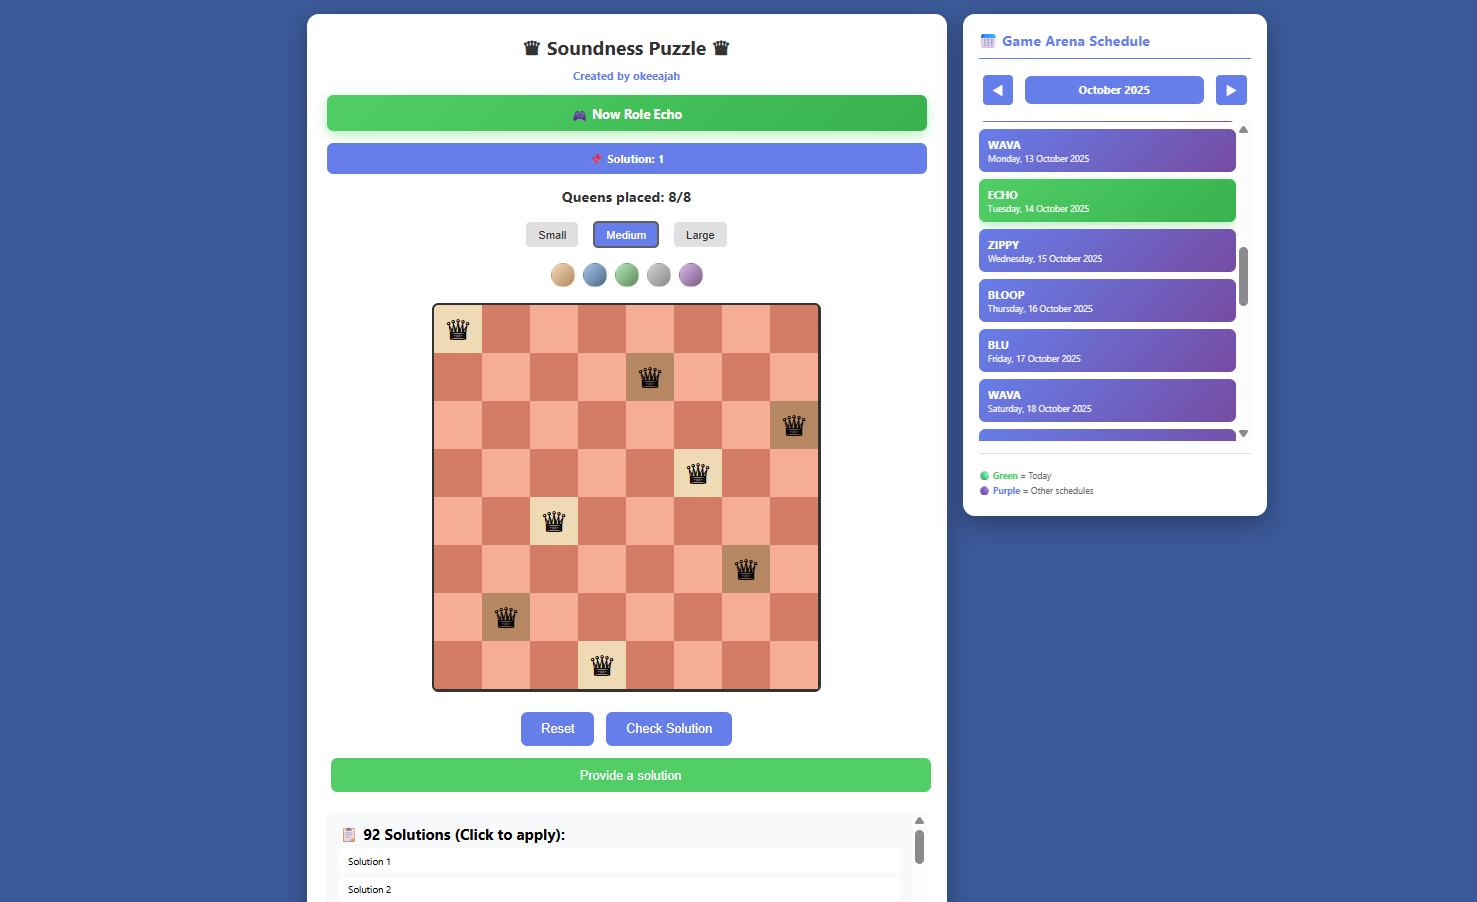 ♛ Soundness Puzzle ♛
Created by okeeajah
🎮 Now Role Echo
📌 Solution: 1
Queens placed: 8/8
Small
Medium
Large
Reset
Check Solution
Provide a solution
📋 92 Solutions (Click to apply):
Solution 1
Solution 2
Game Arena Schedule
◀
October 2025
▶
WAVA
Monday, 13 October 2025
ECHO
Tuesday, 14 October 2025
ZIPPY
Wednesday, 15 October 2025
BLOOP
Thursday, 16 October 2025
BLU
Friday, 17 October 2025
WAVA
Saturday, 18 October 2025
Green = Today
Purple = Other schedules